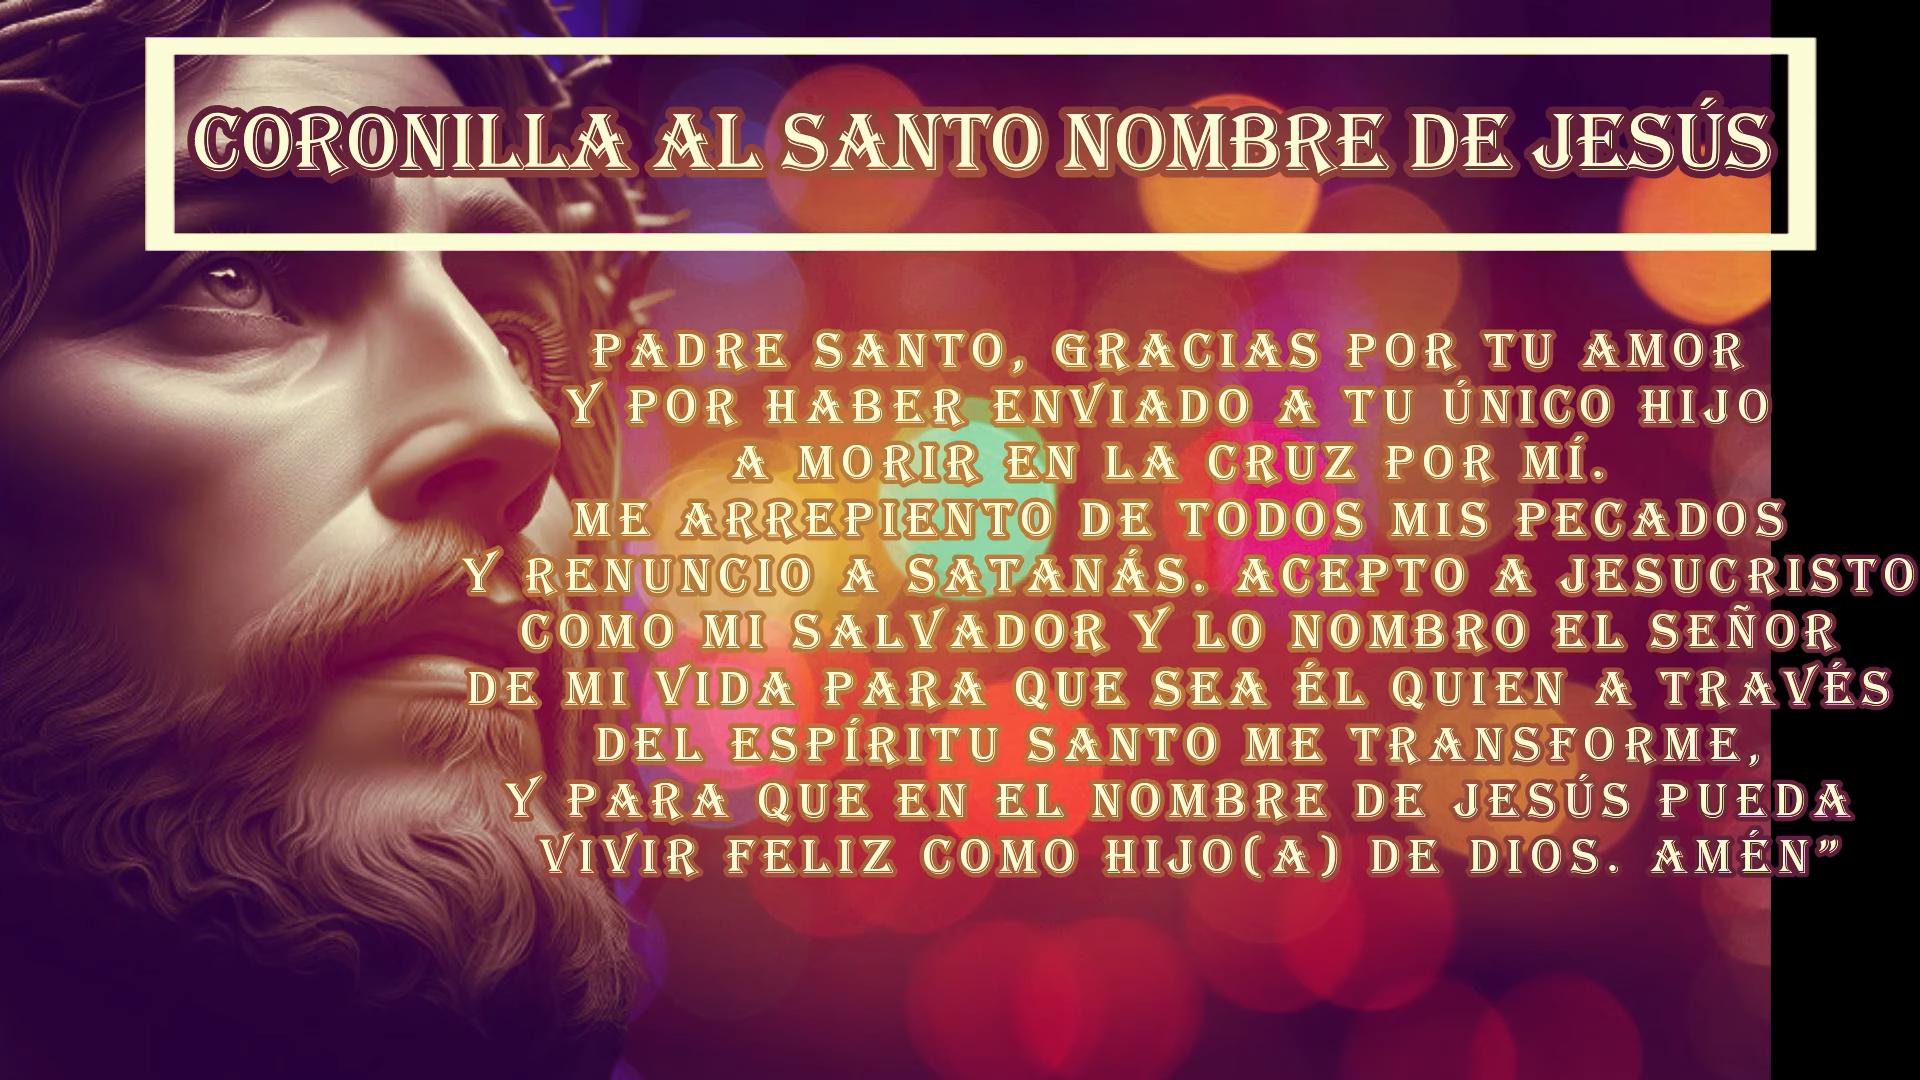 CORONILLA AL SANTO NOMBRE DE JESÚS
PADRE SANTO, GRACIAS POR TU AMOR
Y POR HABER ENVIADO A TU ÚNICO HIJO
A MORIR EN LA CRUZ POR MÍ.
ME ARREPIENTO DE TODOS MIS PECADOS
Y RENUNCIO A SATANÁS. ACEPTO A JESUCRISTO
COMO MI SALVADOR Y LO NOMBRO EL SEÑOR
DE MI VIDA PARA QUE SEA ÉL QUIEN A TRAVÉS
DEL ESPÍRITU SANTO ME TRANSFORME,
Y PARA QUE EN EL NOMBRE DE JESÚS PUEDA
VIVIR FELIZ COMO HIJO(A) DE DIOS. AMÉN”